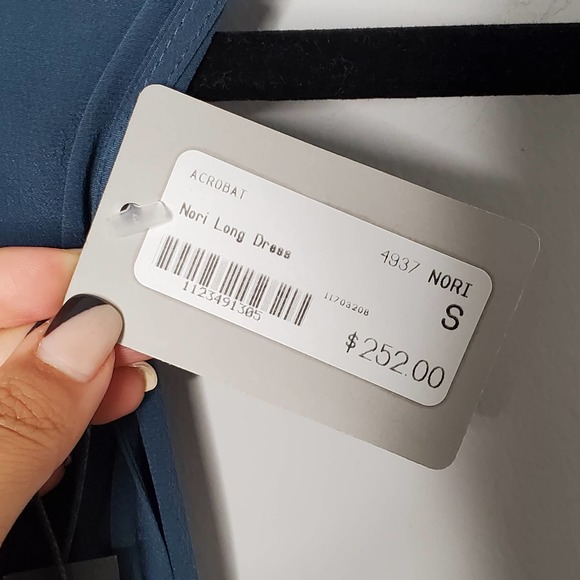 ACROBAT
Nori Long Dress
4937 NORI
S
1123491305
11703208
$252.00